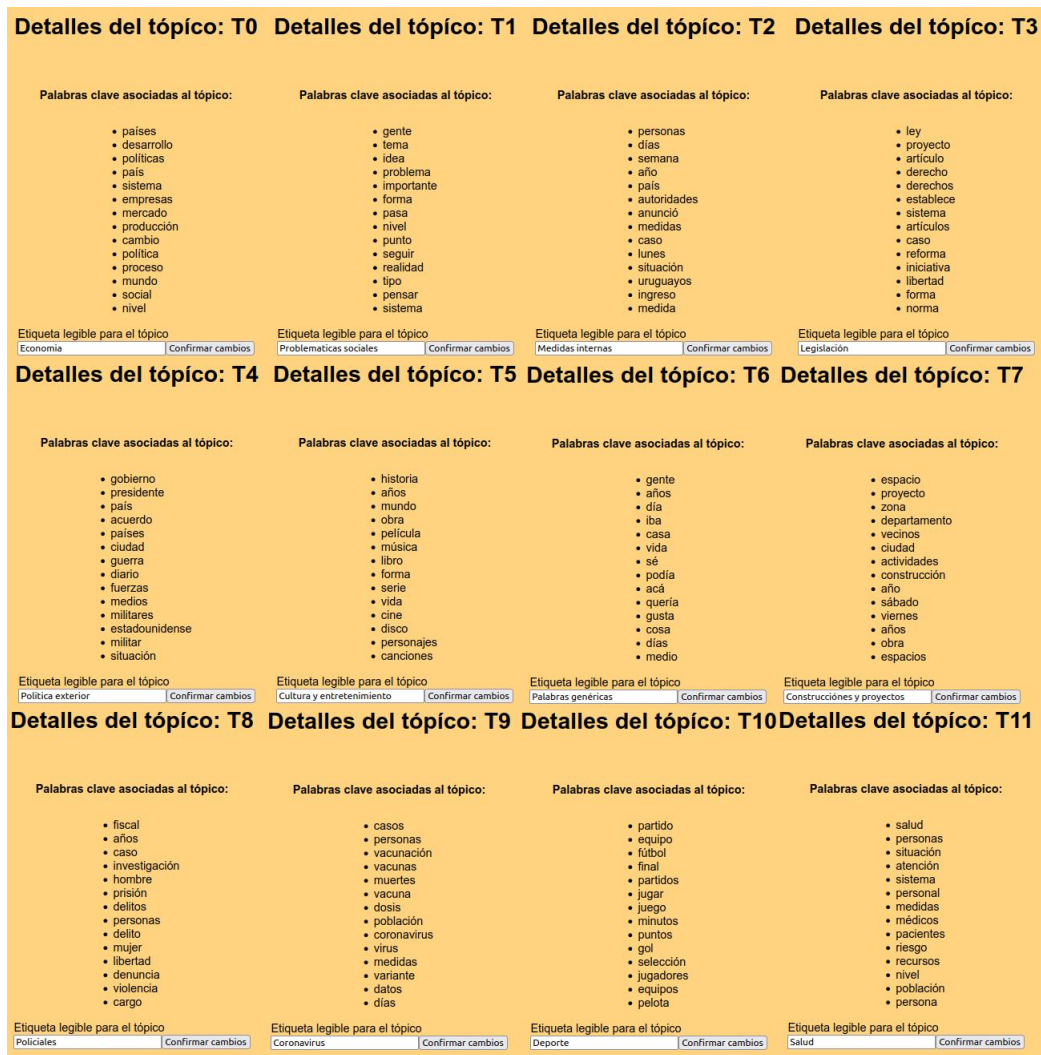 Detalles del tópíco: T0
Palabras clave asociadas al tópico:
• países
• desarrollo
• políticas
• país
• sistema
• empresas
• mercado
• producción
• cambio
• política
• proceso
• mundo
• social
• nivel
Etiqueta legible para el tópico
Economia Confirmar cambios
Detalles del tópíco: T1
Palabras clave asociadas al tópico:
• gente
• tema
• idea
• problema
• importante
• forma
• pasa
• nivel
• punto
• seguir
• realidad
• tipo
• pensar
• sistema
Etiqueta legible para el tópico
Problematicas sociales Confirmar cambios
Detalles del tópíco: T2
Palabras clave asociadas al tópico:
• personas
• días
• semana
• año
• país
• autoridades
• anunció
• medidas
• caso
• lunes
• situación
• uruguayos
• ingreso
• medida
Etiqueta legible para el tópico
Medidas internas Confirmar cambios
Detalles del tópíco: T3
Palabras clave asociadas al tópico:
• ley
• proyecto
• artículo
• derecho
• derechos
• establece
• sistema
• artículos
• caso
• reforma
• iniciativa
• libertad
• forma
• norma
Etiqueta legible para el tópico
Legislación Confirmar cambios
Detalles del tópíco: T4
Palabras clave asociadas al tópico:
• gobierno
• presidente
• país
• acuerdo
• países
• ciudad
• guerra
• diario
• fuerzas
• medios
• militares
• estadounidense
• militar
• situación
Etiqueta legible para el tópico
Política exterior Confirmar cambios
Detalles del tópíco: T5
Palabras clave asociadas al tópico:
• historia
• años
• mundo
• obra
• película
• música
• libro
• forma
• serie
• vida
• cine
• disco
• personajes
• canciones
Etiqueta legible para el tópico
Cultura y entretenimiento Confirmar cambios
Detalles del tópíco: T6
Palabras clave asociadas al tópico:
• gente
• años
• día
• iba
• casa
• vida
• sé
• podía
• acá
• quería
• gusta
• cosa
• días
• medio
Etiqueta legible para el tópico
Palabras genéricas Confirmar cambios
Detalles del tópíco: T7
Palabras clave asociadas al tópico:
• espacio
• proyecto
• zona
• departamento
• vecinos
• ciudad
• actividades
• construcción
• año
• sábado
• viernes
• años
• obra
• espacios
Etiqueta legible para el tópico
Construcciónes y proyectos Confirmar cambios
Detalles del tópíco: T8
Palabras clave asociadas al tópico:
• fiscal
• años
• caso
• investigación
• hombre
• prisión
• delitos
• personas
• delito
• mujer
• libertad
• denuncia
• violencia
• cargo
Etiqueta legible para el tópico
Policiales Confirmar cambios
Detalles del tópíco: T9
Palabras clave asociadas al tópico:
• casos
• personas
• vacunación
• vacunas
• muertes
• vacuna
• dosis
• población
• coronavirus
• virus
• medidas
• variante
• datos
• días
Etiqueta legible para el tópico
Coronavirus Confirmar cambios
Detalles del tópíco: T10
Palabras clave asociadas al tópico:
• partido
• equipo
• fútbol
• final
• partidos
• jugar
• juego
• minutos
• puntos
• gol
• selección
• jugadores
• equipos
• pelota
Etiqueta legible para el tópico
Deporte Confirmar cambios
Detalles del tópíco: T11
Palabras clave asociadas al tópico:
• salud
• personas
• situación
• atención
• sistema
• personal
• medidas
• médicos
• pacientes
• riesgo
• recursos
• nivel
• población
• persona
Etiqueta legible para el tópico
Salud Confirmar cambios